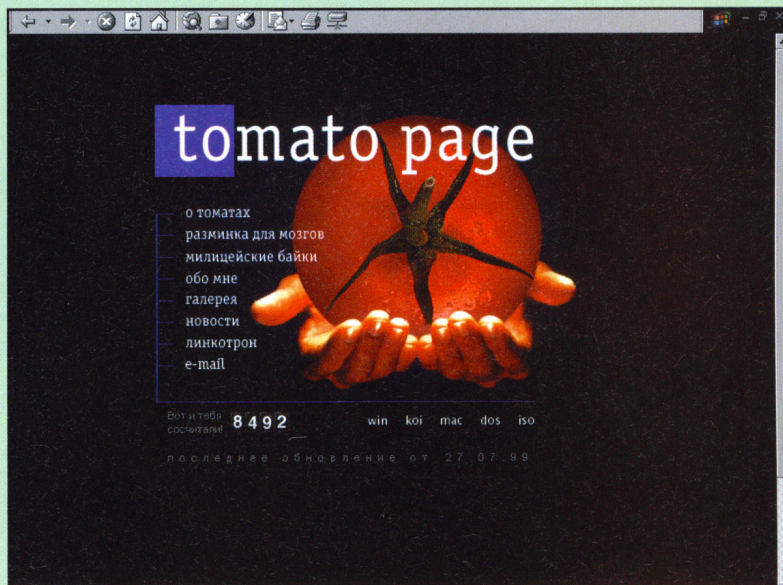 tomato page
о томатах
разминка для мозгов
милицейские байки
обо мне
галерея
новости
линкотрон
e-mail
Вот и тебя
сосчитали!
8492
win koi mac dos iso
последнее обновление от 27.07.99